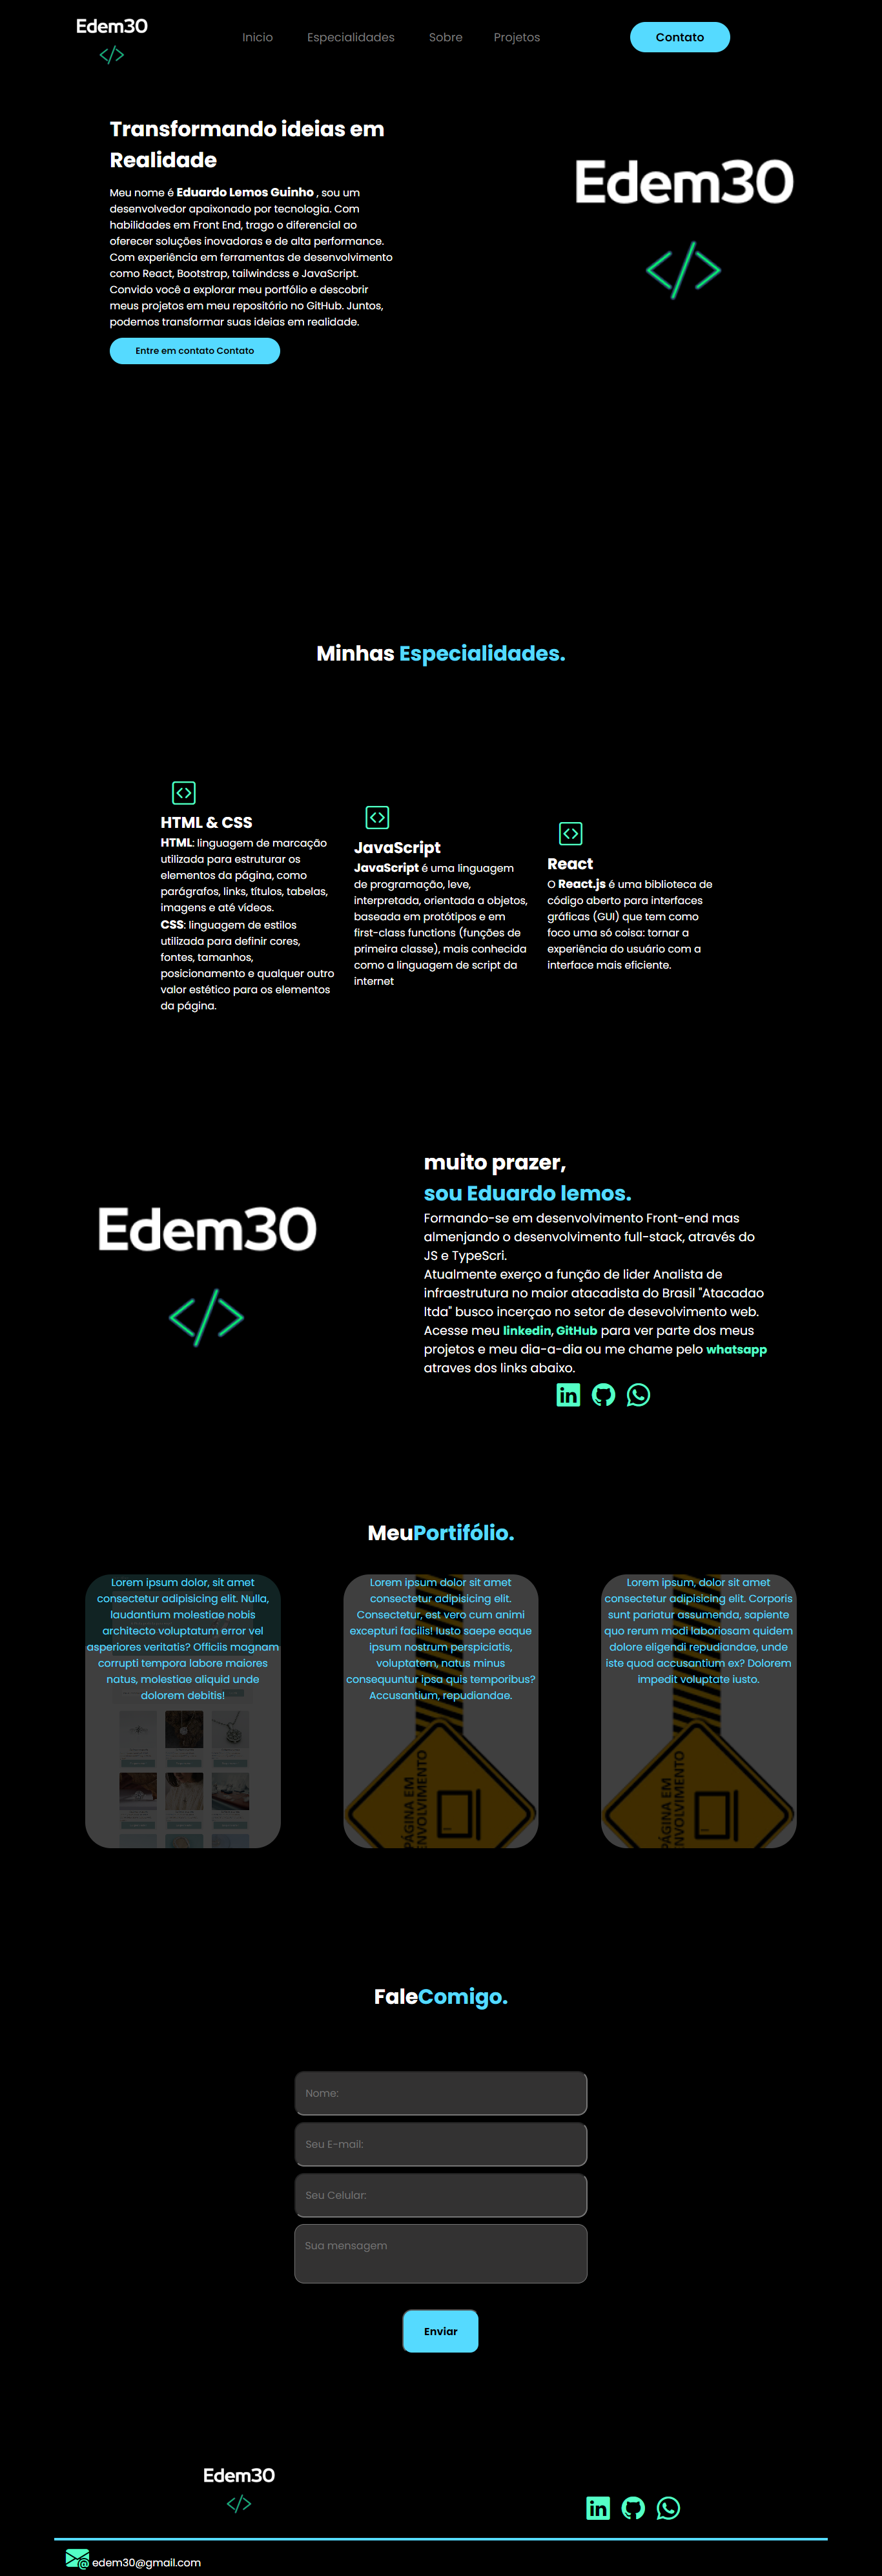 Edem30
</>
Inicio
Especialidades
Sobre
Projetos
Contato
Transformando ideias em
Realidade
Meu nome é Eduardo Lemos Guinho , sou um
desenvolvedor apaixonado por tecnologia. Com
habilidades em Front End, trago o diferencial ao
oferecer soluções inovadoras e de alta performance.
Com experiência em ferramentas de desenvolvimento
como React, Bootstrap, tailwindcss e JavaScript.
Convido você a explorar meu portfólio e descobrir
meus projetos em meu repositório no GitHub. Juntos,
podemos transformar suas ideias em realidade.
Entre em contato Contato
Edem30
</>
Minhas Especialidades.
HTML & CSS
HTML: linguagem de marcação
utilizada para estruturar os
elementos da página, como
parágrafos, links, títulos, tabelas,
imagens e até vídeos.
CSS: linguagem de estilos
utilizada para definir cores,
fontes, tamanhos,
posicionamento e qualquer outro
valor estético para os elementos
da página.
JavaScript
JavaScript é uma linguagem
de programação, leve,
interpretada, orientada a objetos,
baseada em protótipos e em
first-class functions (funções de
primeira classe), mais conhecida
como a linguagem de script da
internet
React
O React.js é uma biblioteca de
código aberto para interfaces
gráficas (GUI) que tem como
foco uma só coisa: tornar a
experiência do usuário com a
interface mais eficiente.
Edem30
</>
muito prazer,
sou Eduardo lemos.
Formando-se em desenvolvimento Front-end mas
almenjando o desenvolvimento full-stack, através do
JS e TypeScri.
Atualmente exerço a função de lider Analista de
infraestrutura no maior atacadista do Brasil "Atacadao
ltda" busco incerçao no setor de desevolvimento web.
Acesse meu linkedin, GitHub para ver parte dos meus
projetos e meu dia-a-dia ou me chame pelo whatsapp
atraves dos links abaixo.
MeuPortifólio.
Lorem ipsum dolor, sit amet
consectetur adipisicing elit. Nulla,
laudantium molestiae nobis
architecto voluptatum error vel
asperiores veritatis? Officiis magnam
corrupti tempora labore maiores
natus, molestiae aliquid unde
dolorem debitis!
Lorem ipsum dolor sit amet
consectetur adipisicing elit.
Consectetur, est vero cum animi
excepturi facilis! Iusto saepe eaque
ipsum nostrum perspiciatis,
voluptatem, natus minus
consequuntur ipsa quis temporibus?
Accusantium, repudiandae.
PÁGINA EM
ENVOLVIMENTO
Lorem ipsum, dolor sit amet
consectetur adipisicing elit. Corporis
sunt pariatur assumenda, sapiente
quo rerum modi laboriosam quidem
dolore eligendi repudiandae, unde
iste quod accusantium ex? Dolorem
impedit voluptate iusto.
PÁGINA EM
ENVOLVIMENTO
FaleComigo.
Nome:
Seu E-mail:
Seu Celular:
Sua mensagem
Enviar
Edem30
</>
edem30@gmail.com